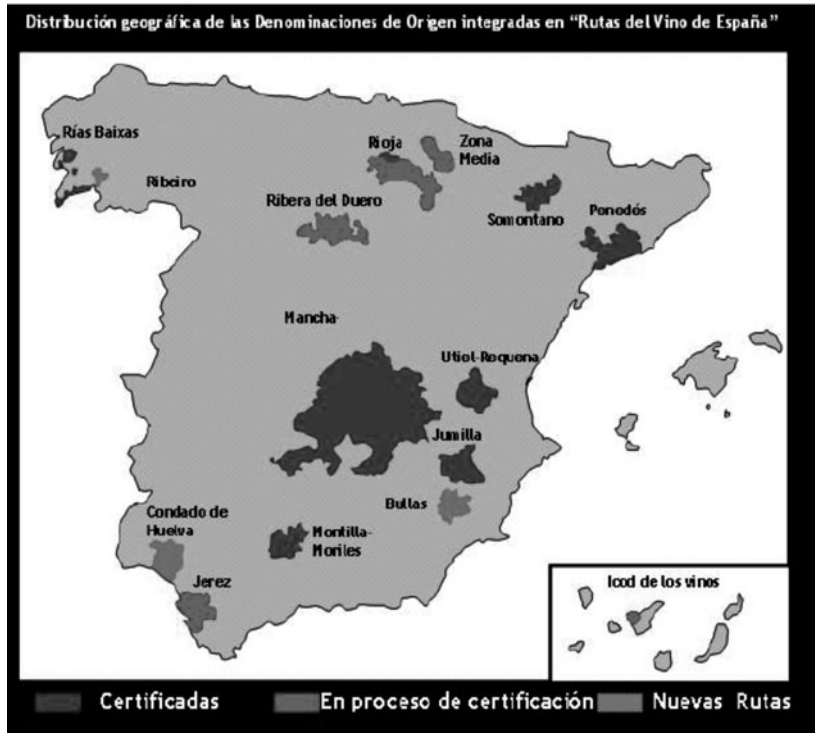 Distribución geográfica de las Denominaciones de Origen integradas en “Rutas del Vino de España”
Rías Baixas
Ribeiro
Rioja
Zona
Media
Ribera del Duero
Somontano
Penedés
Mancha-
Utiel-Requena
Jumilla
Bullas
Condado de
Huelva
Montilla-
Moriles
Jerez
Icod de los vinos
Certificadas
En proceso de certificación
Nuevas Rutas